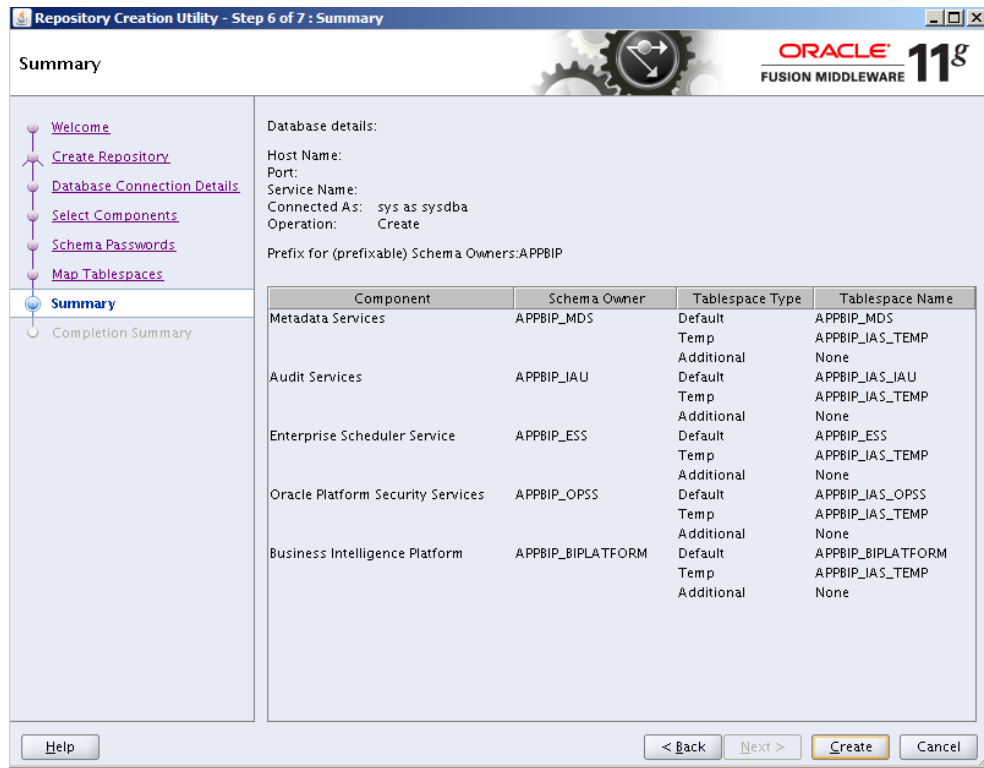 Repository Creation Utility - Step 6 of 7 : Summary
Summary
ORACLE
FUSION MIDDLEWARE 11g
Welcome
Create Repository
Database Connection Details
Select Components
Schema Passwords
Map Tablespaces
Summary
Completion Summary
Database details:
Host Name:
Port:
Service Name:
Connected As: sys as sysdba
Operation: Create
Prefix for (prefixable) Schema Owners:APPBIP
Component Schema Owner Tablespace Type Tablespace Name
Metadata Services APPBIP_MDS Default APPBIP_MDS
Temp APPBIP_IAS_TEMP
Additional None
Audit Services APPBIP_IAU Default APPBIP_IAS_IAU
Temp APPBIP_IAS_TEMP
Additional None
Enterprise Scheduler Service APPBIP_ESS Default APPBIP_ESS
Temp APPBIP_IAS_TEMP
Additional None
Oracle Platform Security Services APPBIP_OPSS Default APPBIP_IAS_OPSS
Temp APPBIP_IAS_TEMP
Additional None
Business Intelligence Platform APPBIP_BIPLATFORM Default APPBIP_BIPLATFORM
Temp APPBIP_IAS_TEMP
Additional None
Help < Back Next > Create Cancel